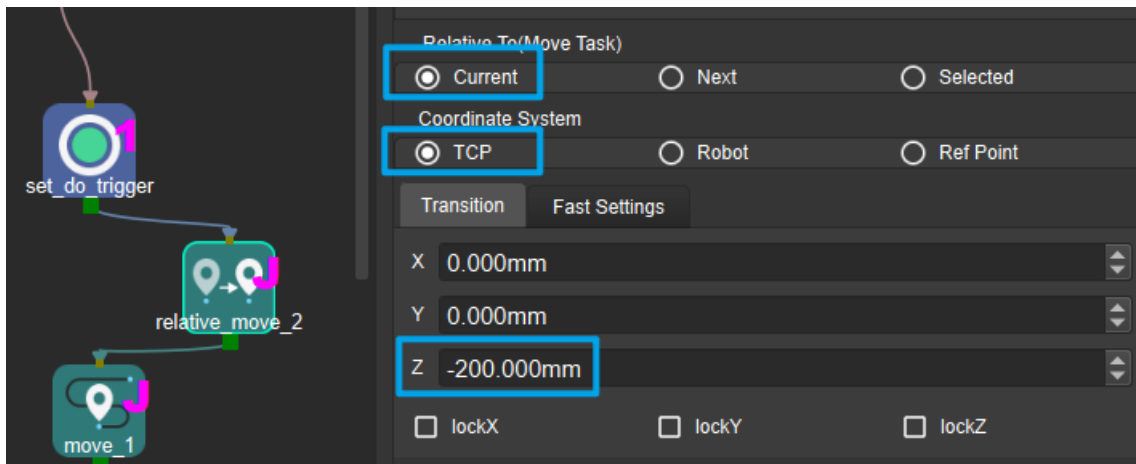 Relative To(Move Task)
Current Next Selected
Coordinate System
TCP Robot Ref Point
Transition Fast Settings
X 0.000mm
Y 0.000mm
Z -200.000mm
lockX lockY lockZ
1
set_do_trigger
J
relative_move_2
J
move_1